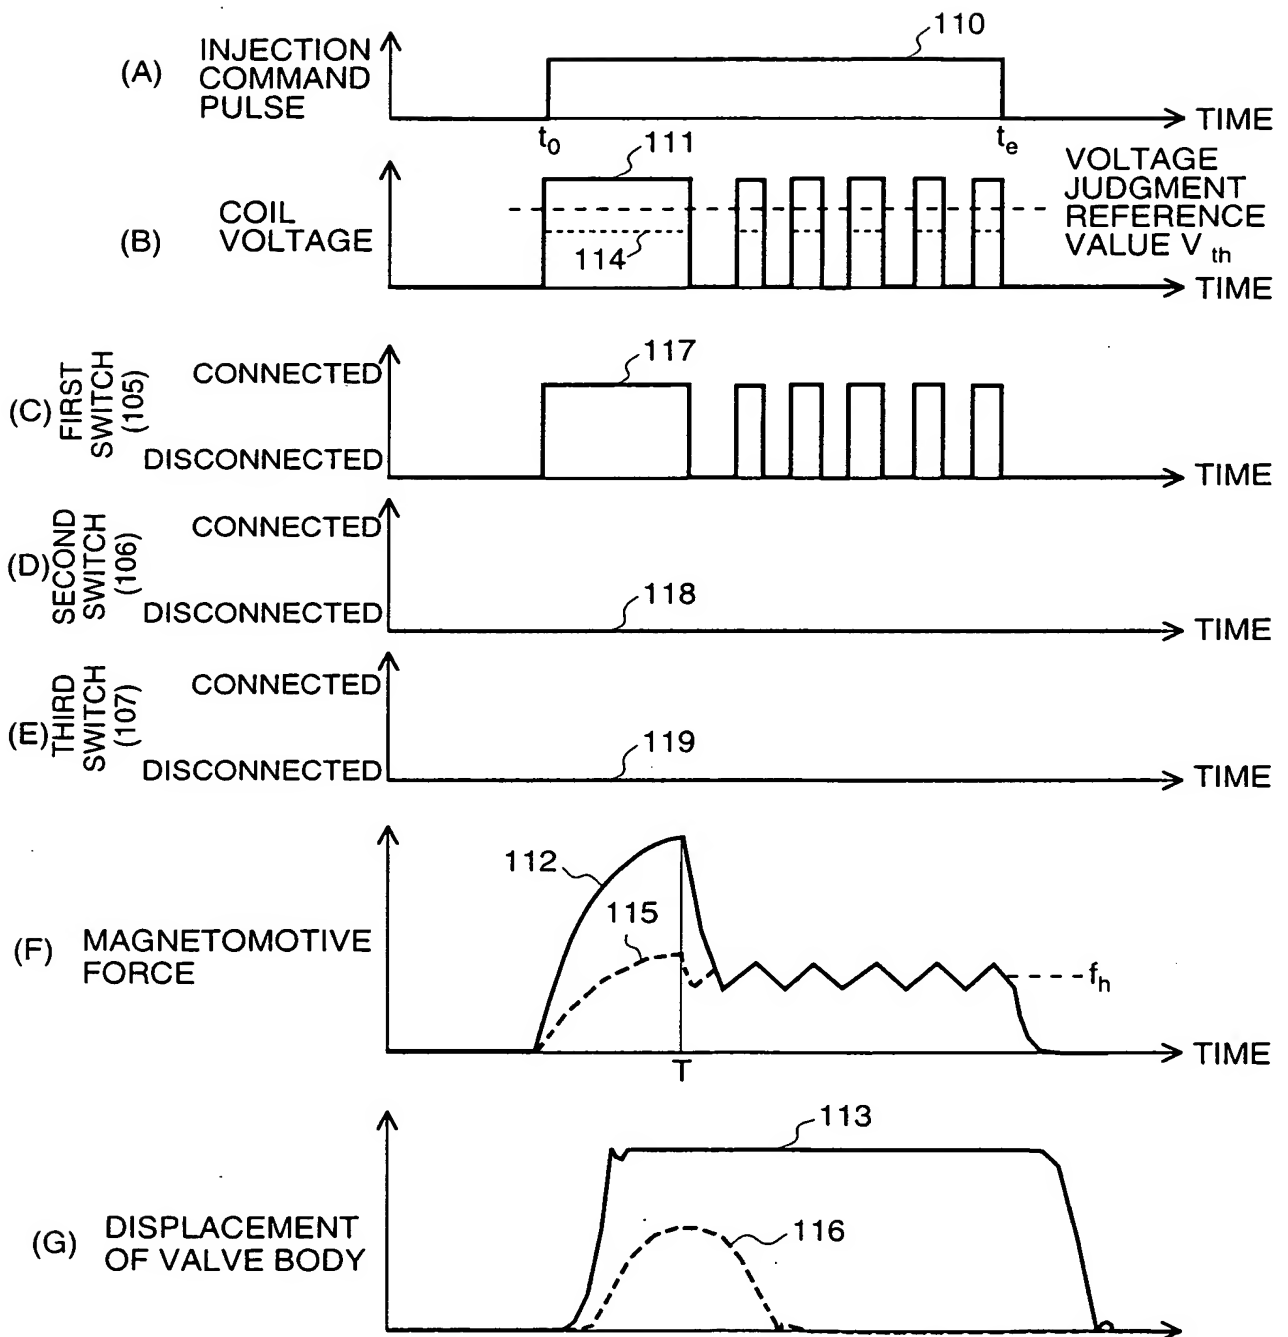 110
(A)
INJECTION
COMMAND
PULSE
TIME
t0
te
111
(B)
COIL
VOLTAGE
114
VOLTAGE
JUDGMENT
REFERENCE
VALUE Vth
TIME
(C)
FIRST
SWITCH
(105)
CONNECTED
DISCONNECTED
117
TIME
(D)
SECOND
SWITCH
(106)
CONNECTED
DISCONNECTED
118
TIME
(E)
THIRD
SWITCH
(107)
CONNECTED
DISCONNECTED
119
TIME
(F)
MAGNETOMOTIVE
FORCE
112
115
fh
T
TIME
(G)
DISPLACEMENT
OF VALVE BODY
113
116